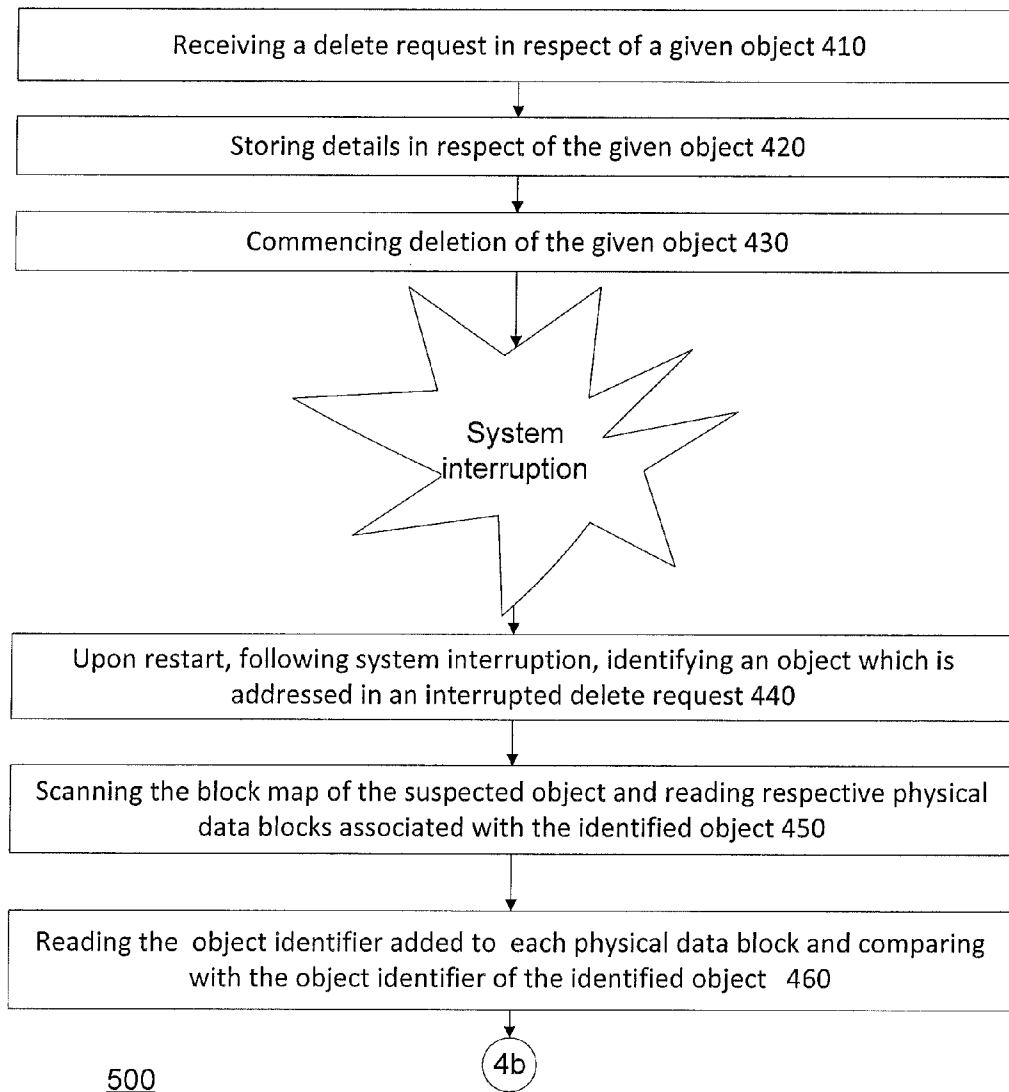 Receiving a delete request in respect of a given object 410
Storing details in respect of the given object 420
Commencing deletion of the given object 430
System
interruption
Upon restart, following system interruption, identifying an object which is
addressed in an interrupted delete request 440
Scanning the block map of the suspected object and reading respective physical
data blocks associated with the identified object 450
Reading the object identifier added to each physical data block and comparing
with the object identifier of the identified object 460
4b
500